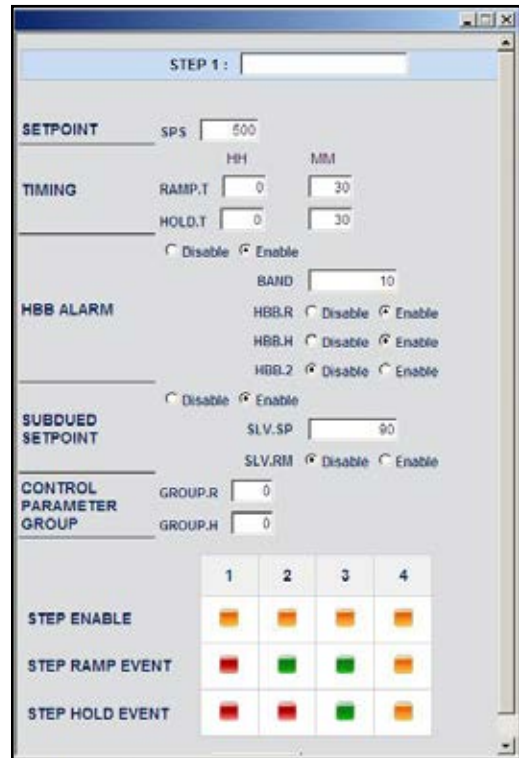 STEP 1 :
SETPOINT SPS 500
HH MM
TIMING RAMP.T 0 30
HOLD.T 0 30
Disable Enable
BAND 10
HBB ALARM HBB.R Disable Enable
HBB.H Disable Enable
HBB.2 Disable Enable
Disable Enable
SUBDUED SETPOINT SLV.SP 90
SLV.RM Disable Enable
CONTROL PARAMETER GROUP GROUP.R 0
GROUP.H 0
1 2 3 4
STEP ENABLE
STEP RAMP EVENT
STEP HOLD EVENT